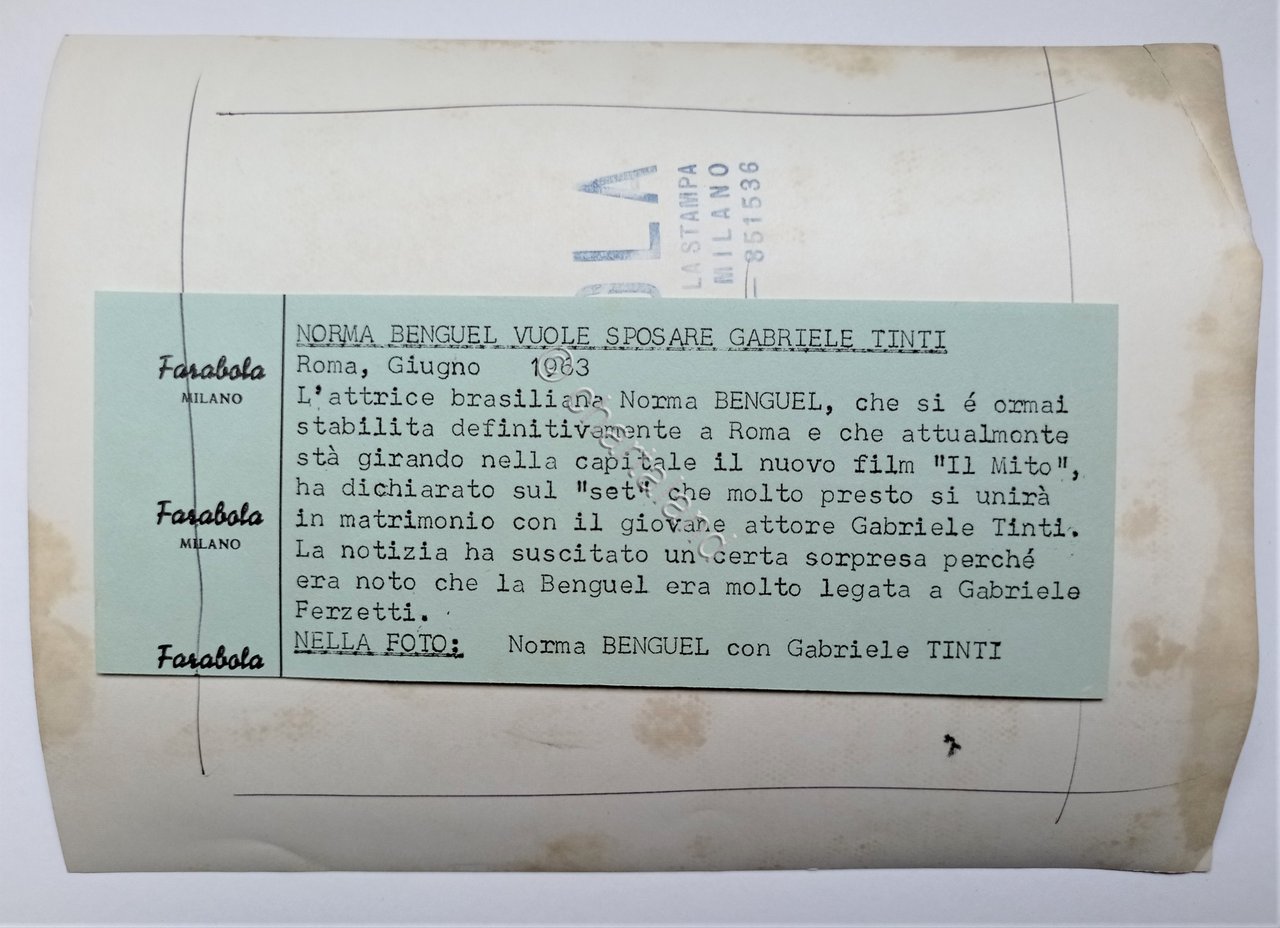 OLA
LA STAMPA
MILANO
— 851536
NORMA BENGUEL VUOLE SPOSARE GABRIELE TINTI
Farabola
MILANO
Roma, Giugno 1963
L'attrice brasiliana Norma BENGUEL, che si é ormai
stabilita definitivamente a Roma e che attualmonte
stà girando nella capitale il nuovo film "Il Mito",
ha dichiarato sul "set" che molto presto si unirà
Farabola
MILANO
in matrimonio con il giovane attore Gabriele Tinti.
La notizia ha suscitato un certa sorpresa perché
era noto che la Benguel era molto legata a Gabriele
Ferzetti.
Farabola
NELLA FOTO: Norma BENGUEL con Gabriele TINTI